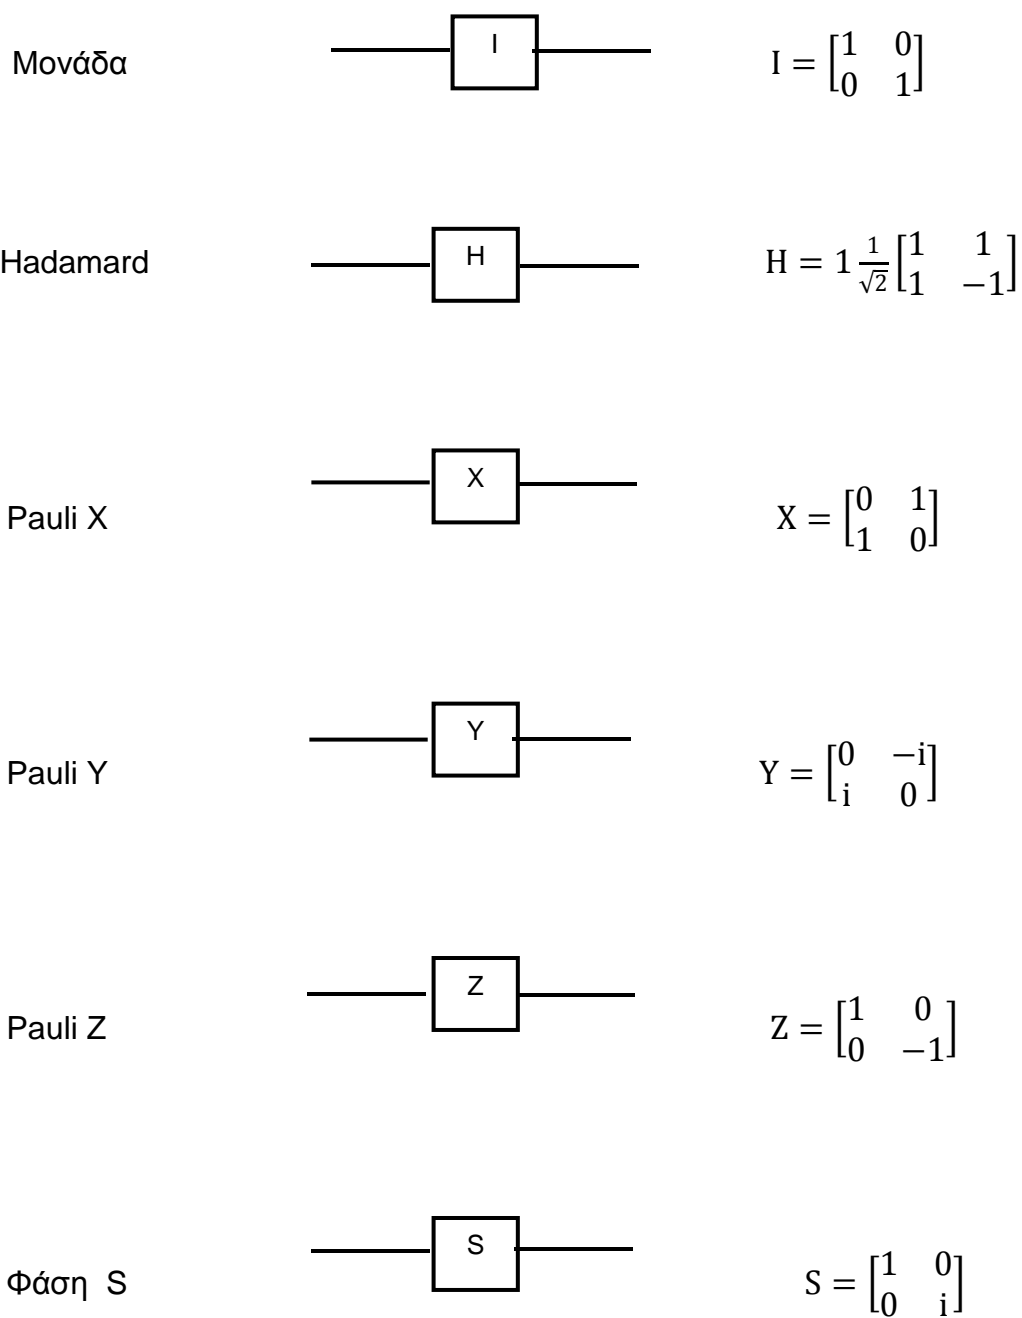 Μονάδα I I = [1 0
0 1]
Hadamard H H = 1 1/√2 [1 1
1 −1]
Pauli X X X = [0 1
1 0]
Pauli Y Y Y = [0 −i
i 0]
Pauli Z Z Z = [1 0
0 −1]
Φάση S S S = [1 0
0 i]